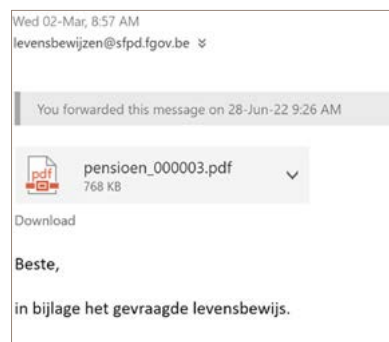 Wed 02-Mar, 8:57 AM
levensbewijzen@sfpd.fgov.be
You forwarded this message on 28-Jun-22 9:26 AM
pdf
pensioen_000003.pdf
768 KB
Download
Beste,
in bijlage het gevraagde levensbewijs.